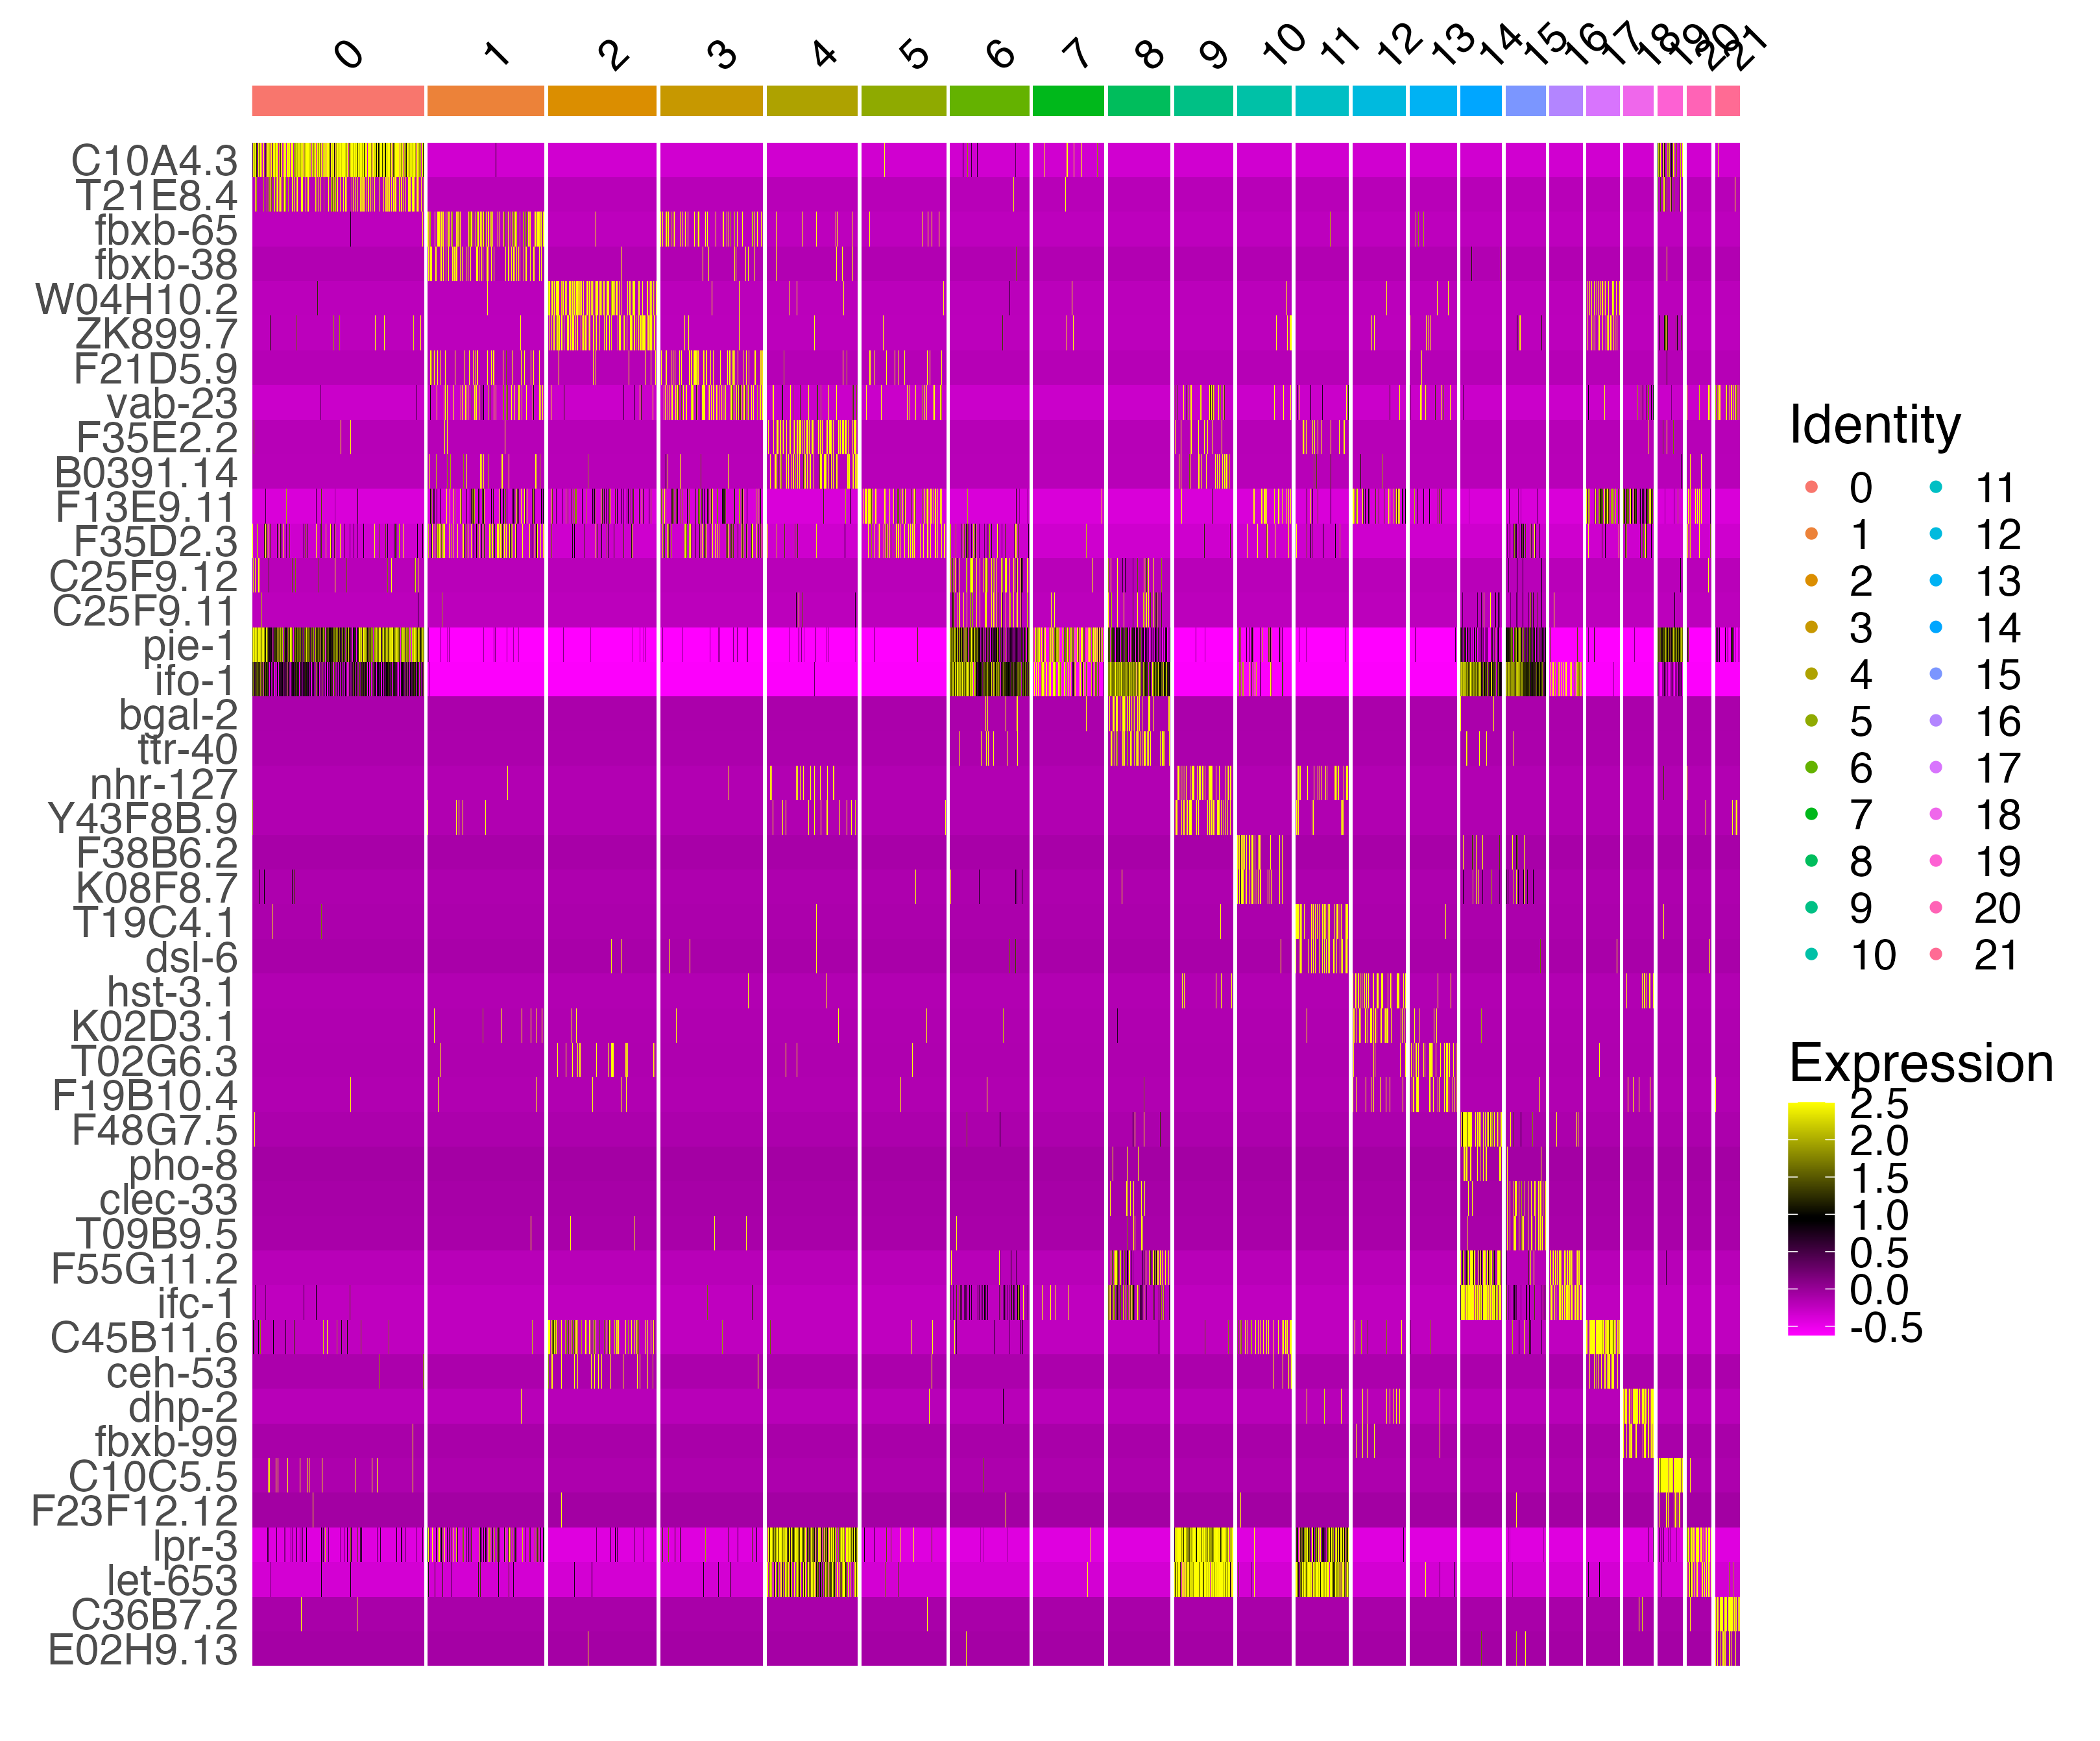 0 1 2 3 4 5 6 7 8 9 10 11 12 13 14 15 16 17 18 19 20 21
C10A4.3
T21E8.4
fbxb-65
fbxb-38
W04H10.2
ZK899.7
F21D5.9
vab-23
F35E2.2
B0391.14
F13E9.11
F35D2.3
C25F9.12
C25F9.11
pie-1
ifo-1
bgal-2
ttr-40
nhr-127
Y43F8B.9
F38B6.2
K08F8.7
T19C4.1
dsl-6
hst-3.1
K02D3.1
T02G6.3
F19B10.4
F48G7.5
pho-8
clec-33
T09B9.5
F55G11.2
ifc-1
C45B11.6
ceh-53
dhp-2
fbxb-99
C10C5.5
F23F12.12
lpr-3
let-653
C36B7.2
E02H9.13
Identity
0 11
1 12
2 13
3 14
4 15
5 16
6 17
7 18
8 19
9 20
10 21
Expression
2.5
2.0
1.5
1.0
0.5
0.0
-0.5